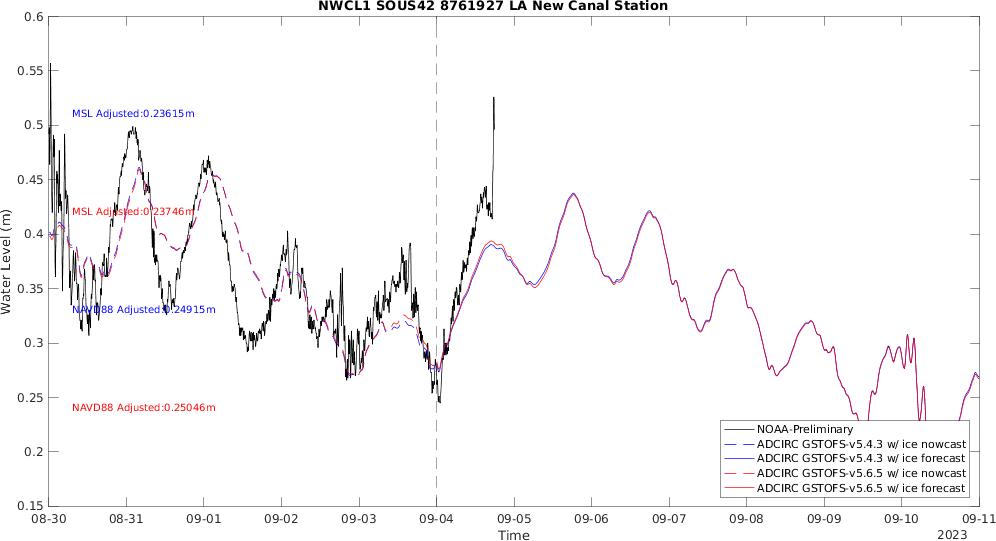 NWCL1 SOUS42 8761927 LA New Canal Station
0.6
0.55
0.5
0.45
0.4
0.35
0.3
0.25
0.2
0.15
Water Level (m)
MSL Adjusted:0.23615m
MSL Adjusted:0.23746m
NAVD88 Adjusted:0.24915m
NAVD88 Adjusted:0.25046m
NOAA-Preliminary
ADCIRC GSTOFS-v5.4.3 w/ ice nowcast
ADCIRC GSTOFS-v5.4.3 w/ ice forecast
ADCIRC GSTOFS-v5.6.5 w/ ice nowcast
ADCIRC GSTOFS-v5.6.5 w/ ice forecast
08-30 08-31 09-01 09-02 09-03 09-04 09-05 09-06 09-07 09-08 09-09 09-10 09-11
Time
2023